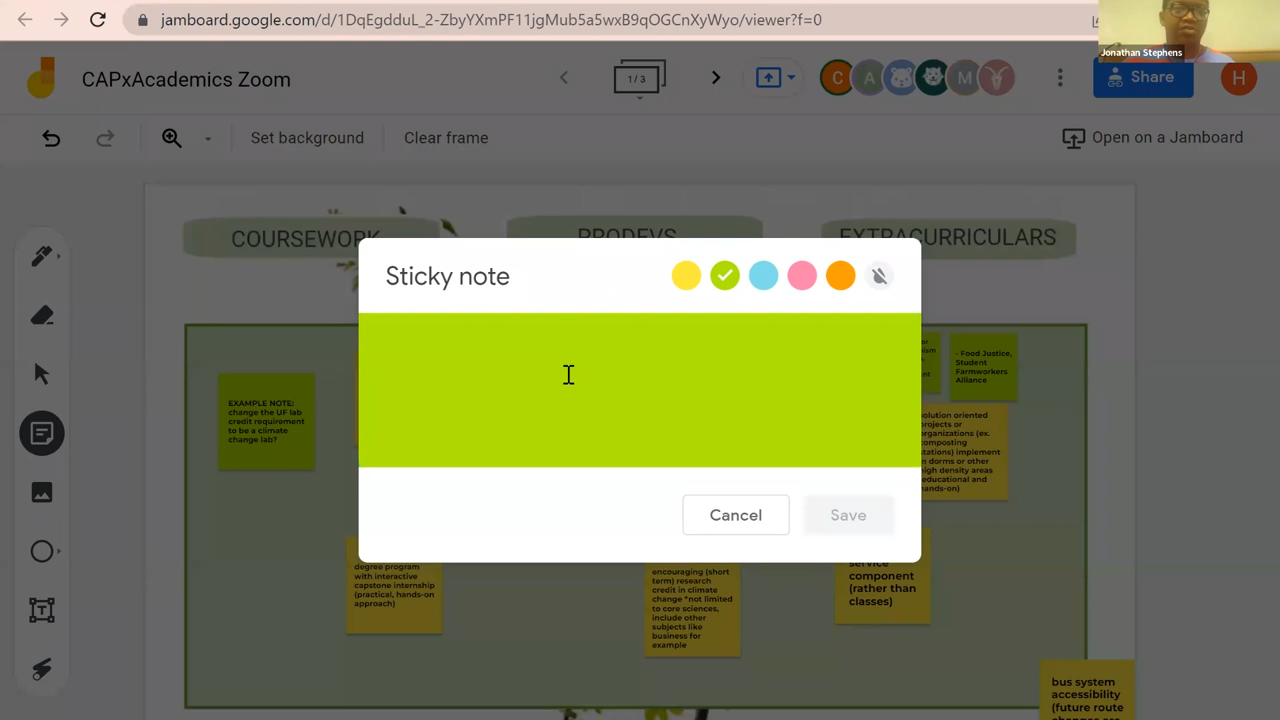 jamboard.google.com/d/1DqEgdduL_2-ZbyYXmPF11jgMub5a5wxB9qOGCnXyWyo/viewer?f=0
Jonathan Stephens
CAPxAcademics Zoom
1/3
C
A
M
Share
H
Set background
Clear frame
Open on a Jamboard
COURSEWORK
PRODEVS
EXTRACURRICULARS
Sticky note
EXAMPLE NOTE:
change the UF lab
credit requirement
to be a climate
change lab?
- Food Justice,
Student
Farmworkers
Alliance
solution oriented
projects or
organizations (ex.
composting
stations) implement
in dorms or other
high density areas
educational and
hands-on)
Cancel
Save
degree program
with interactive
capstone internship
(practical, hands-on
approach)
encouraging (short
term) research
credit in climate
change *not limited
to core sciences,
include other
subjects like
business for
example
service
component
(rather than
classes)
bus system
accessibility
(future route